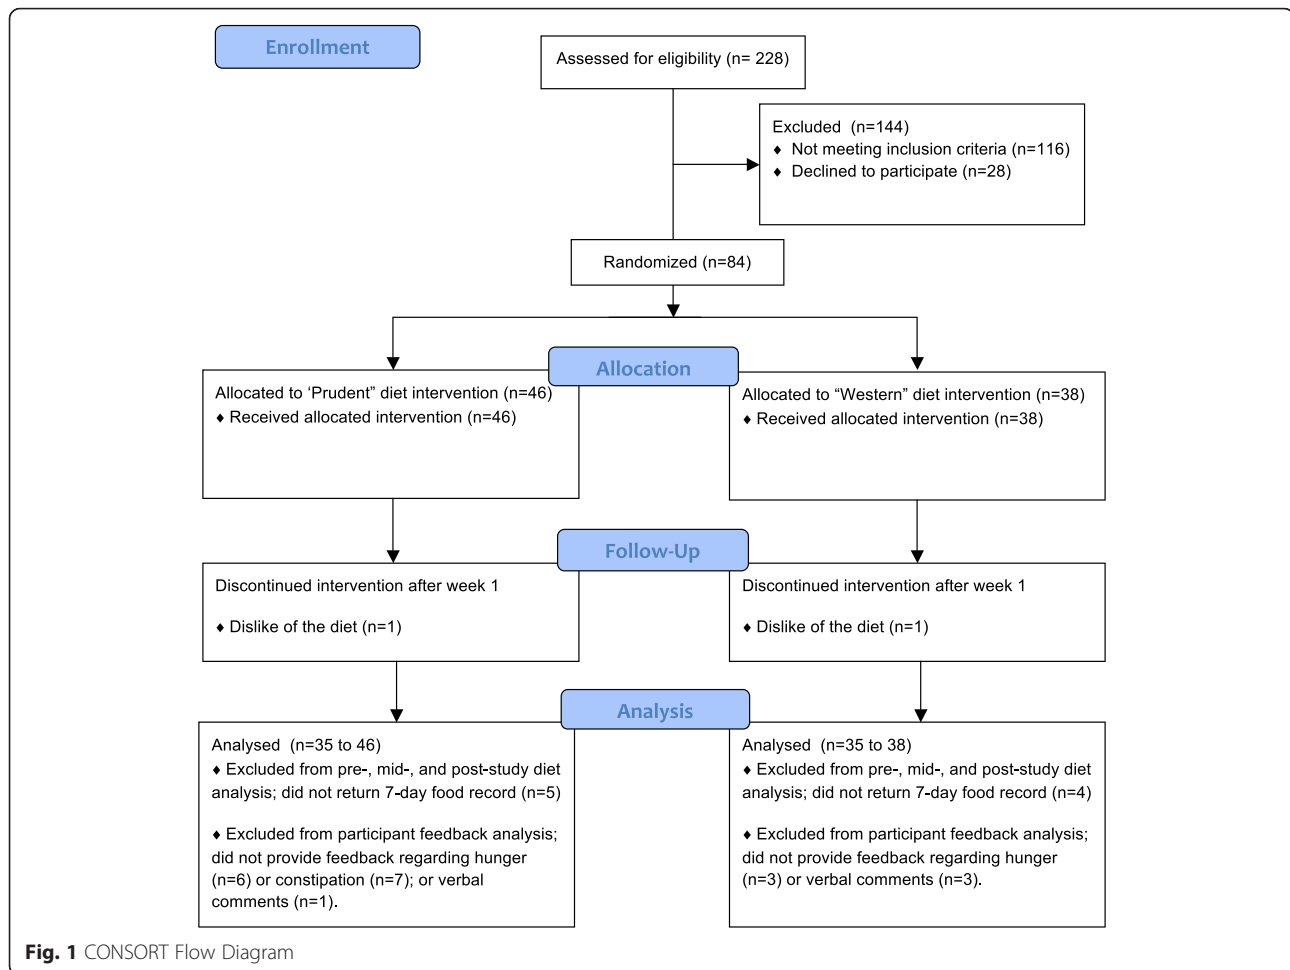 Enrollment
Assessed for eligibility (n= 228)
Excluded (n=144)
♦ Not meeting inclusion criteria (n=116)
♦ Declined to participate (n=28)
Randomized (n=84)
Allocation
Allocated to ‘Prudent” diet intervention (n=46)
♦ Received allocated intervention (n=46)
Allocated to “Western” diet intervention (n=38)
♦ Received allocated intervention (n=38)
Follow-Up
Discontinued intervention after week 1
♦ Dislike of the diet (n=1)
Discontinued intervention after week 1
♦ Dislike of the diet (n=1)
Analysis
Analysed (n=35 to 46)
♦ Excluded from pre-, mid-, and post-study diet
analysis; did not return 7-day food record (n=5)
♦ Excluded from participant feedback analysis;
did not provide feedback regarding hunger
(n=6) or constipation (n=7); or verbal
comments (n=1).
Analysed (n=35 to 38)
♦ Excluded from pre-, mid-, and post-study diet
analysis; did not return 7-day food record (n=4)
♦ Excluded from participant feedback analysis;
did not provide feedback regarding hunger
(n=3) or verbal comments (n=3).
Fig. 1 CONSORT Flow Diagram